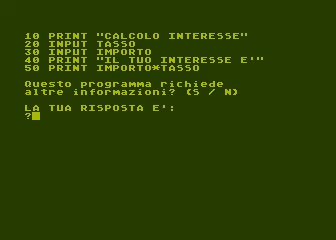 10 PRINT "CALCOLO INTERESSE"
20 INPUT TASSO
30 INPUT IMPORTO
40 PRINT "IL TUO INTERESSE E'"
50 PRINT IMPORTO*TASSO
Questo programma richiede
altre informazioni? (S / N)
LA TUA RISPOSTA E':
?